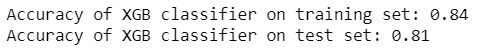 Accuracy of XGB classifier on training set: 0.84
Accuracy of XGB classifier on test set: 0.81